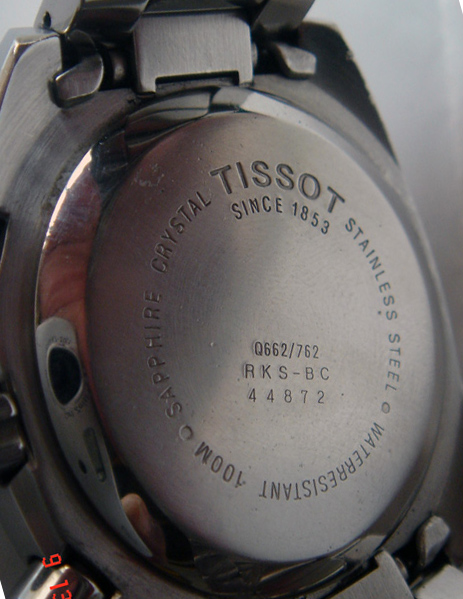 TISSOT
SINCE 1853
STAINLESS STEEL
WATERRESISTANT 100M
SAPPHIRE CRYSTAL
Q662/762
RKS-BC
44872